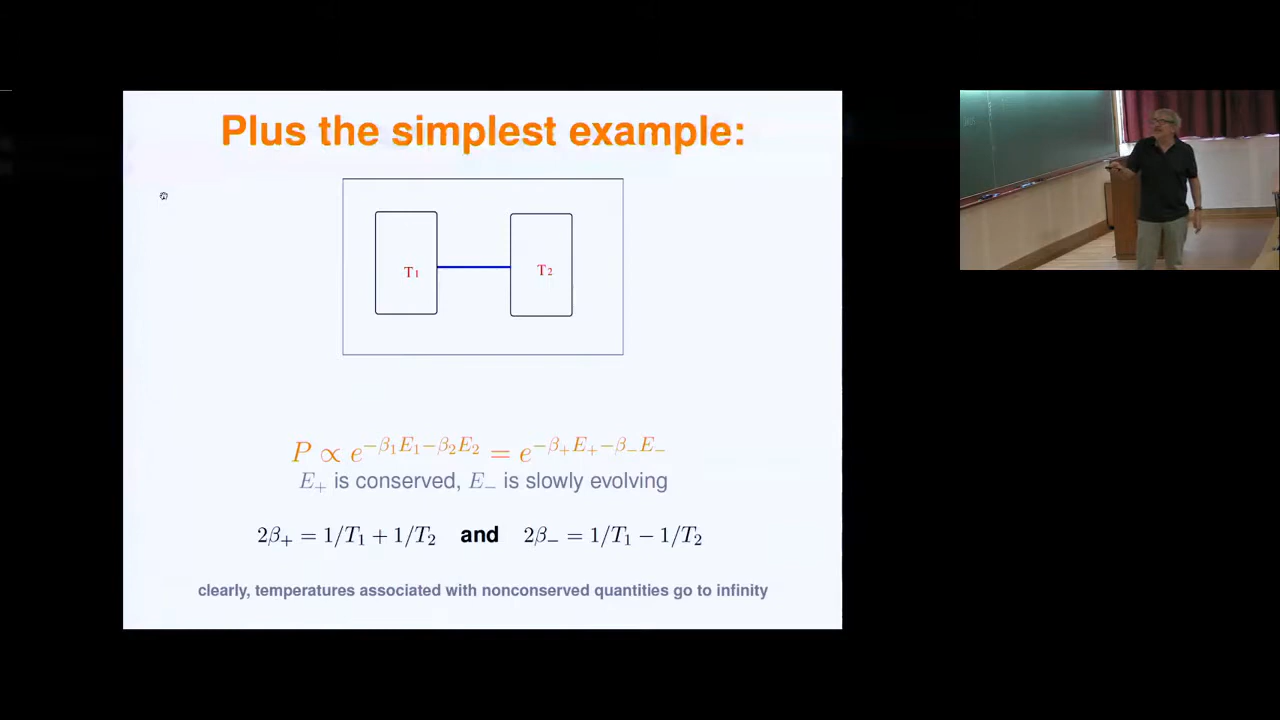 Plus the simplest example:
T₁ T₂
P ∝ e^{−β₁E₁−β₂E₂} = e^{−β₊E₊−β₋E₋}
E₊ is conserved, E₋ is slowly evolving
2β₊ = 1/T₁ + 1/T₂ and 2β₋ = 1/T₁ − 1/T₂
clearly, temperatures associated with nonconserved quantities go to infinity